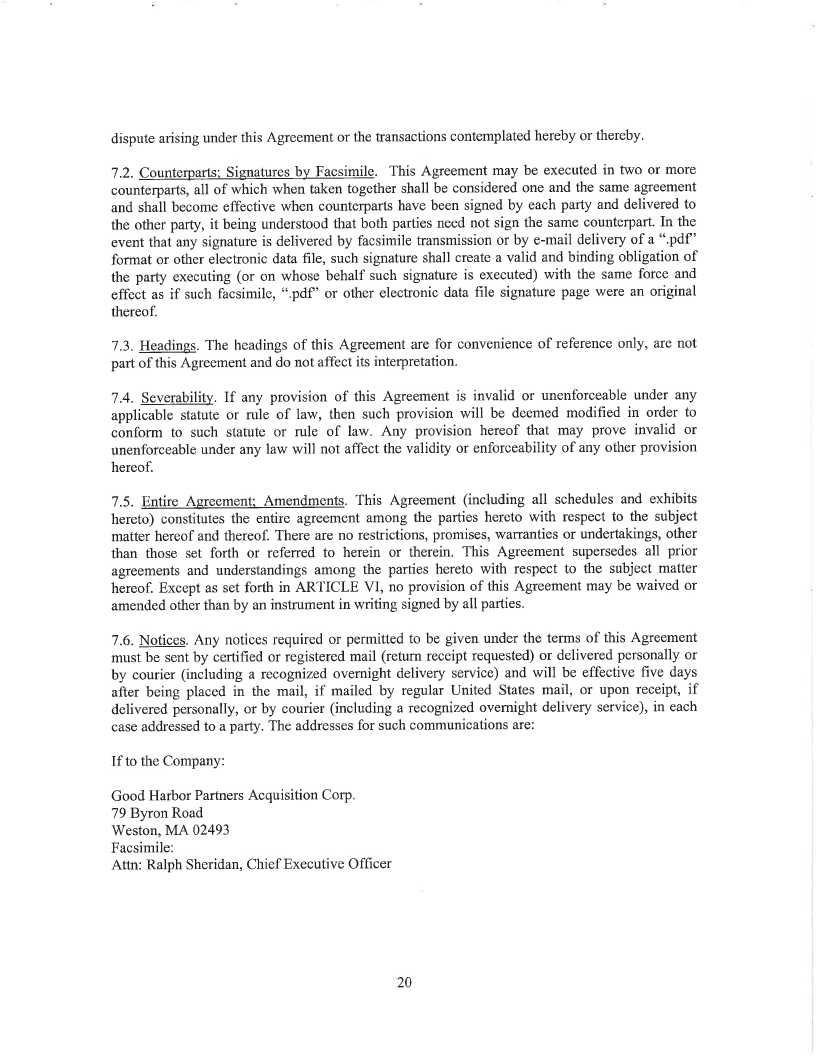 dispute arising under this Agreement or the transactions contemplated hereby or thereby.
7.2. Counterparts; Signatures by Facsimile. This Agreement may be executed in two or more
counterparts, all of which when taken together shall be considered one and the same agreement
and shall become effective when counterparts have been signed by each party and delivered to
the other party, it being understood that both parties need not sign the same counterpart. In the
event that any signature is delivered by facsimile transmission or by e-mail delivery of a “.pdf”
format or other electronic data file, such signature shall create a valid and binding obligation of
the party executing (or on whose behalf such signature is executed) with the same force and
effect as if such facsimile, “.pdf” or other electronic data file signature page were an original
thereof.
7.3. Headings. The headings of this Agreement are for convenience of reference only, are not
part of this Agreement and do not affect its interpretation.
7.4. Severability. If any provision of this Agreement is invalid or unenforceable under any
applicable statute or rule of law, then such provision will be deemed modified in order to
conform to such statute or rule of law. Any provision hereof that may prove invalid or
unenforceable under any law will not affect the validity or enforceability of any other provision
hereof.
7.5. Entire Agreement; Amendments. This Agreement (including all schedules and exhibits
hereto) constitutes the entire agreement among the parties hereto with respect to the subject
matter hereof and thereof. There are no restrictions, promises, warranties or undertakings, other
than those set forth or referred to herein or therein. This Agreement supersedes all prior
agreements and understandings among the parties hereto with respect to the subject matter
hereof. Except as set forth in ARTICLE VI, no provision of this Agreement may be waived or
amended other than by an instrument in writing signed by all parties.
7.6. Notices. Any notices required or permitted to be given under the terms of this Agreement
must be sent by certified or registered mail (return receipt requested) or delivered personally or
by courier (including a recognized overnight delivery service) and will be effective five days
after being placed in the mail, if mailed by regular United States mail, or upon receipt, if
delivered personally, or by courier (including a recognized overnight delivery service), in each
case addressed to a party. The addresses for such communications are:
If to the Company:
Good Harbor Partners Acquisition Corp.
79 Byron Road
Weston, MA 02493
Facsimile:
Attn: Ralph Sheridan, Chief Executive Officer
20